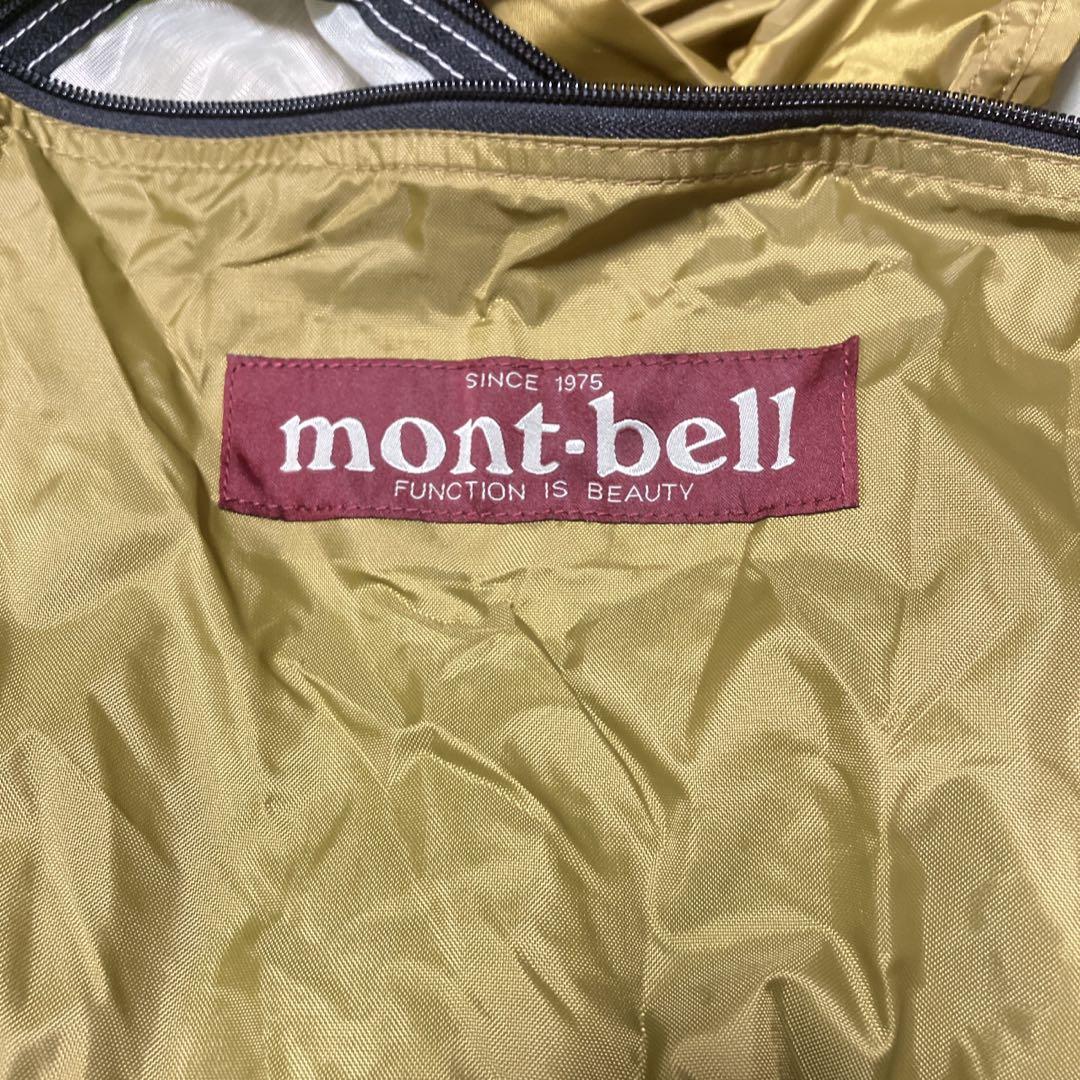 SINCE 1975
mont-bell
FUNCTION IS BEAUTY